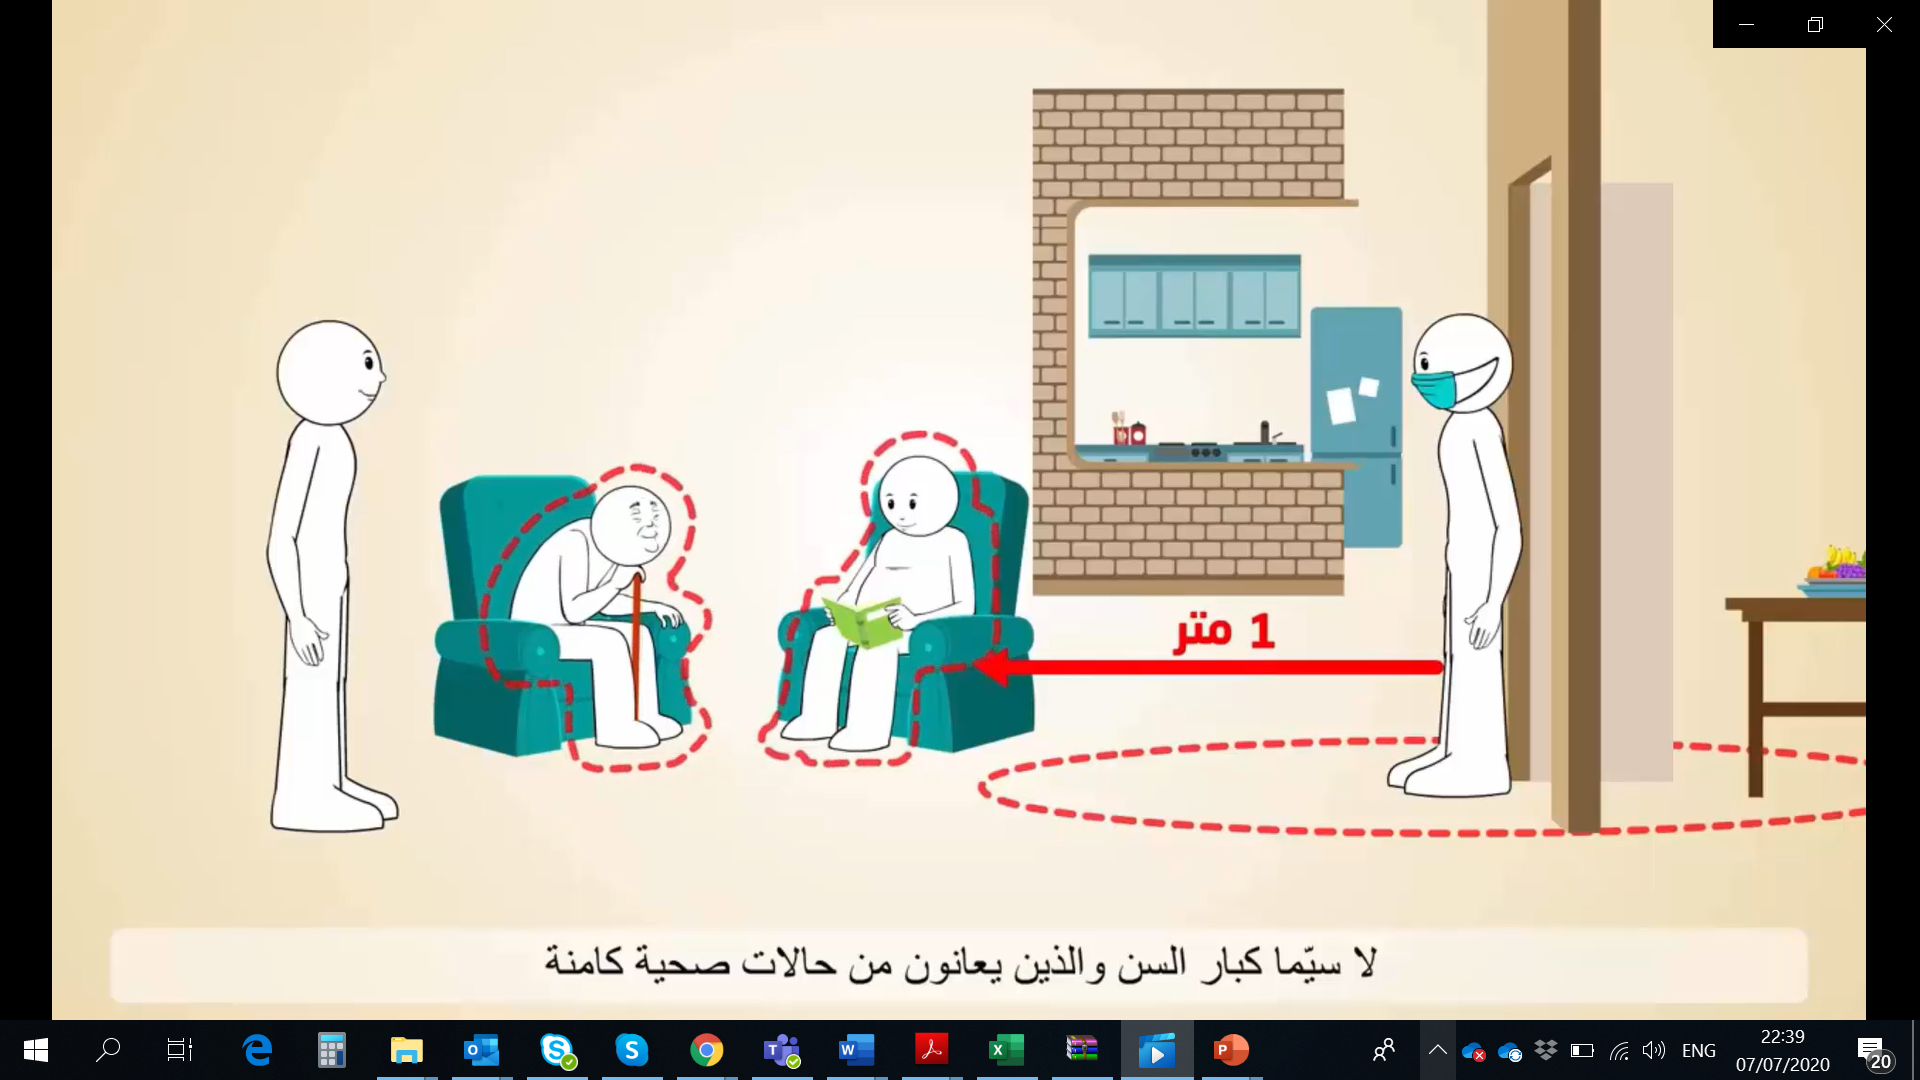 1 متر
لا سيّما كبار السن والذين يعانون من حالات صحية كامنة
ENG
22:39
07/07/2020
20